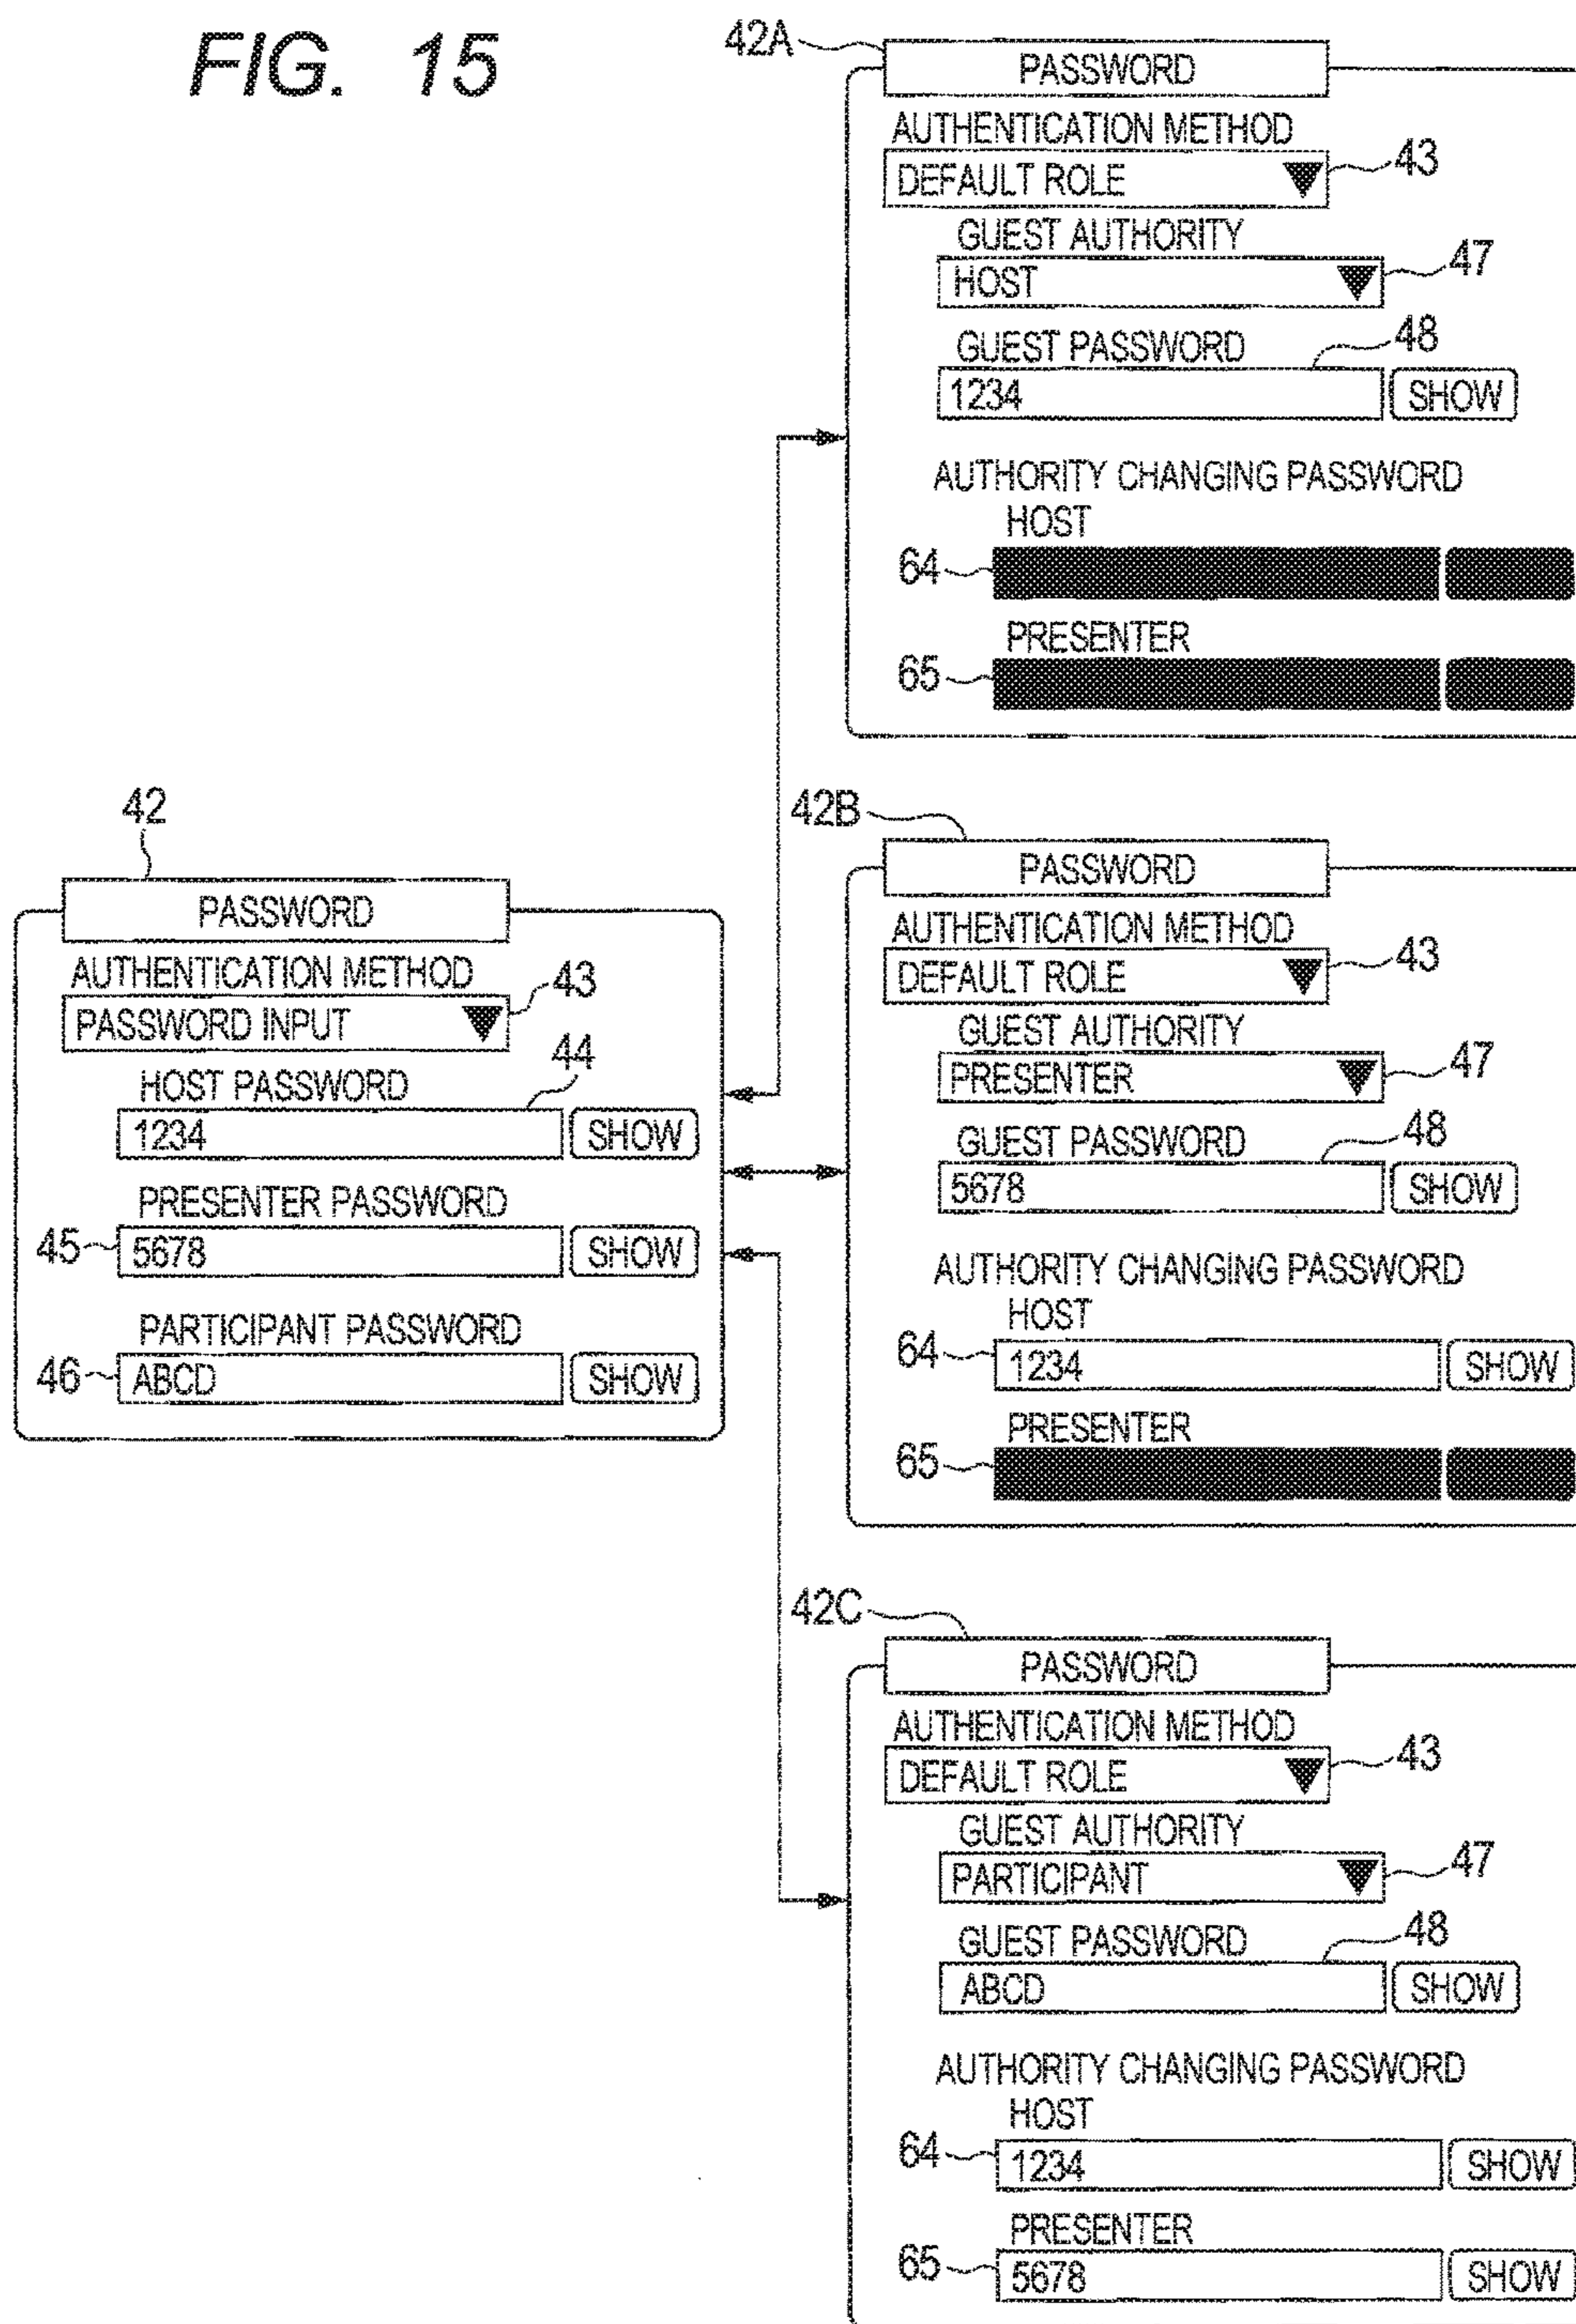 FIG. 15
42A
PASSWORD
AUTHENTICATION METHOD
DEFAULT ROLE
43
GUEST AUTHORITY
HOST
47
GUEST PASSWORD
48
1234 SHOW
AUTHORITY CHANGING PASSWORD
HOST
64
PRESENTER
65
42
PASSWORD
AUTHENTICATION METHOD
43
PASSWORD INPUT
44
HOST PASSWORD
1234 SHOW
PRESENTER PASSWORD
45 5678 SHOW
PARTICIPANT PASSWORD
46 ABCD SHOW
42B
PASSWORD
AUTHENTICATION METHOD
43
DEFAULT ROLE
GUEST AUTHORITY
47
PRESENTER
GUEST PASSWORD
48
5678 SHOW
AUTHORITY CHANGING PASSWORD
HOST
64 1234 SHOW
PRESENTER
65
42C
PASSWORD
AUTHENTICATION METHOD
43
DEFAULT ROLE
GUEST AUTHORITY
47
PARTICIPANT
GUEST PASSWORD
48
ABCD SHOW
AUTHORITY CHANGING PASSWORD
HOST
64 1234 SHOW
PRESENTER
65 5678 SHOW